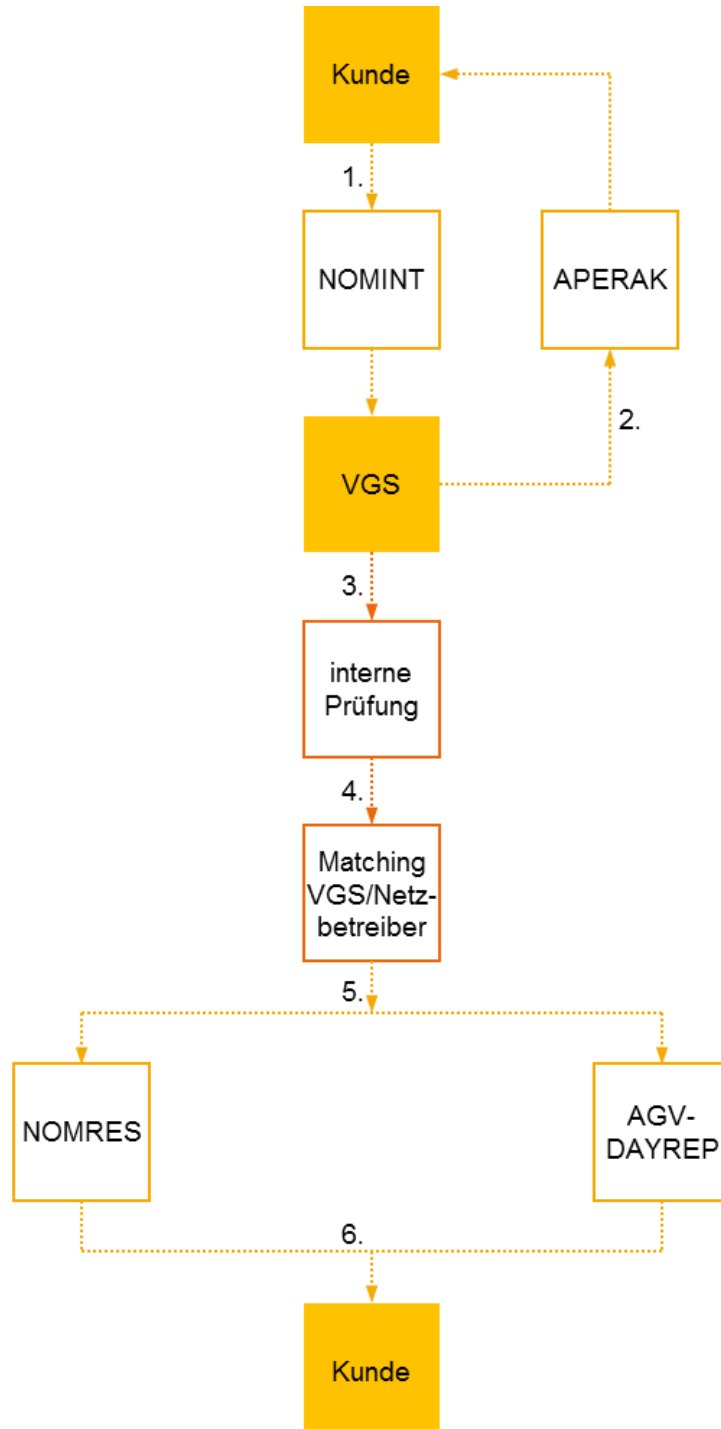 Kunde
1.
NOMINT
APERAK
2.
VGS
3.
interne
Prüfung
4.
Matching
VGS/Netz-
betreiber
5.
NOMRES
AGV-
DAYREP
6.
Kunde